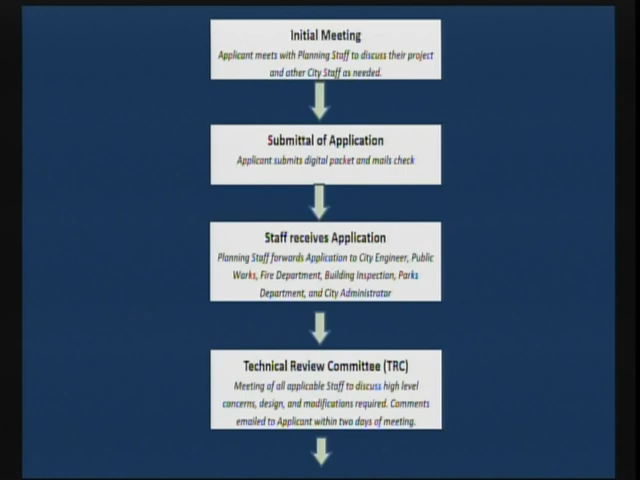 Initial Meeting
Applicant meets with Planning Staff to discuss their project
and other City Staff as needed.
Submittal of Application
Applicant submits digital packet and mails check
Staff receives Application
Planning Staff forwards Application to City Engineer, Public
Works, Fire Department, Building Inspection, Parks
Department, and City Administrator
Technical Review Committee (TRC)
Meeting of all applicable Staff to discuss high level
concerns, design, and modifications required. Comments
emailed to Applicant within two days of meeting.